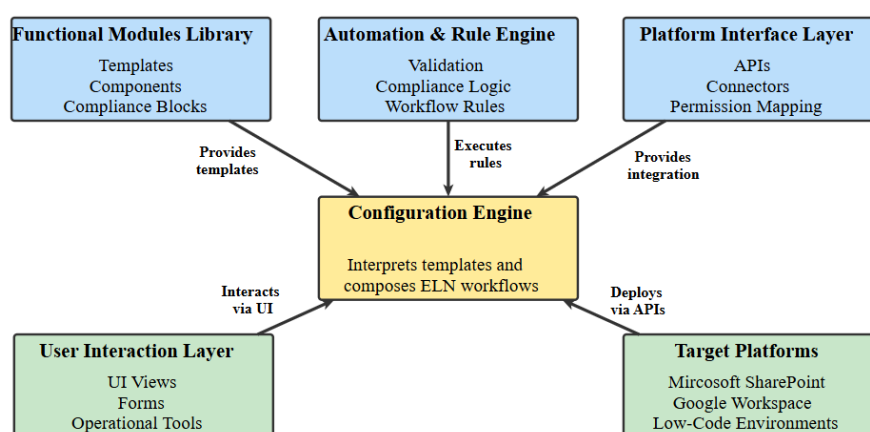 Functional Modules Library
Templates
Components
Compliance Blocks
Automation & Rule Engine
Validation
Compliance Logic
Workflow Rules
Platform Interface Layer
APIs
Connectors
Permission Mapping
Provides
templates
Executes
rules
Provides
integration
Configuration Engine
Interprets templates and
composes ELN workflows
Interacts
via UI
Deploys
via APIs
User Interaction Layer
UI Views
Forms
Operational Tools
Target Platforms
Mircosoft SharePoint
Google Workspace
Low-Code Environments